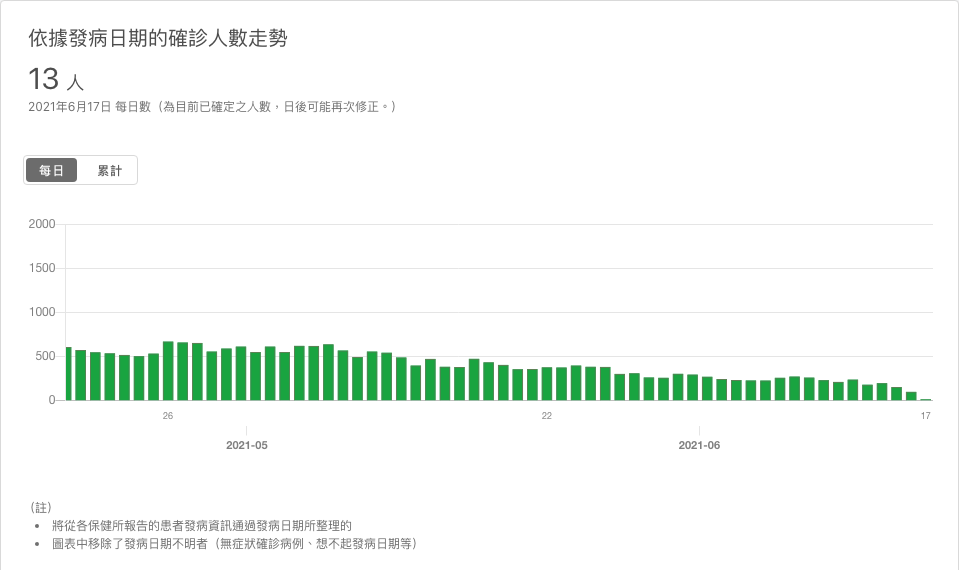 依據發病日期的確診人數走勢
13 人
2021年6月17日 每日數（為目前已確定之人數，日後可能再次修正。）
每日 累計
2000
1500
1000
500
0
26 22 17
2021-05 2021-06
（註）
• 將從各保健所報告的患者發病資訊通過發病日期所整理的
• 圖表中移除了發病日期不明者（無症狀確診病例、想不起發病日期等）